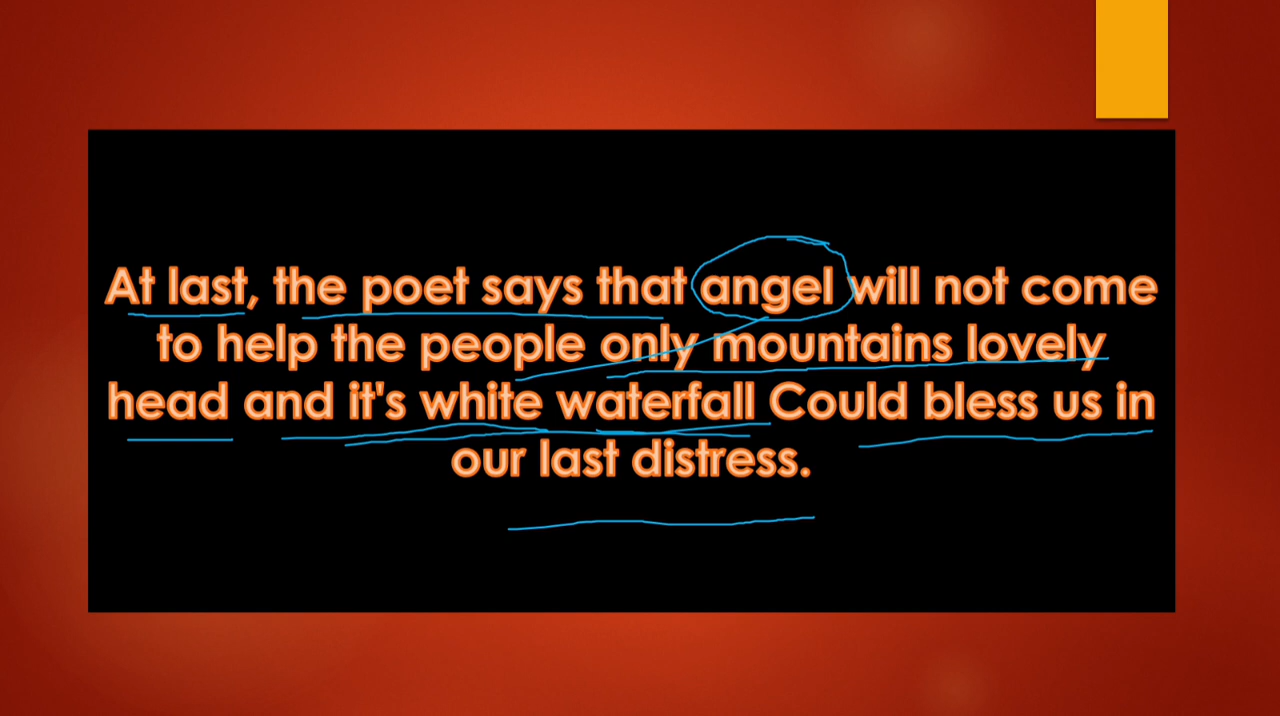 At last, the poet says that angel will not come
to help the people only mountains lovely
head and it's white waterfall Could bless us in
our last distress.